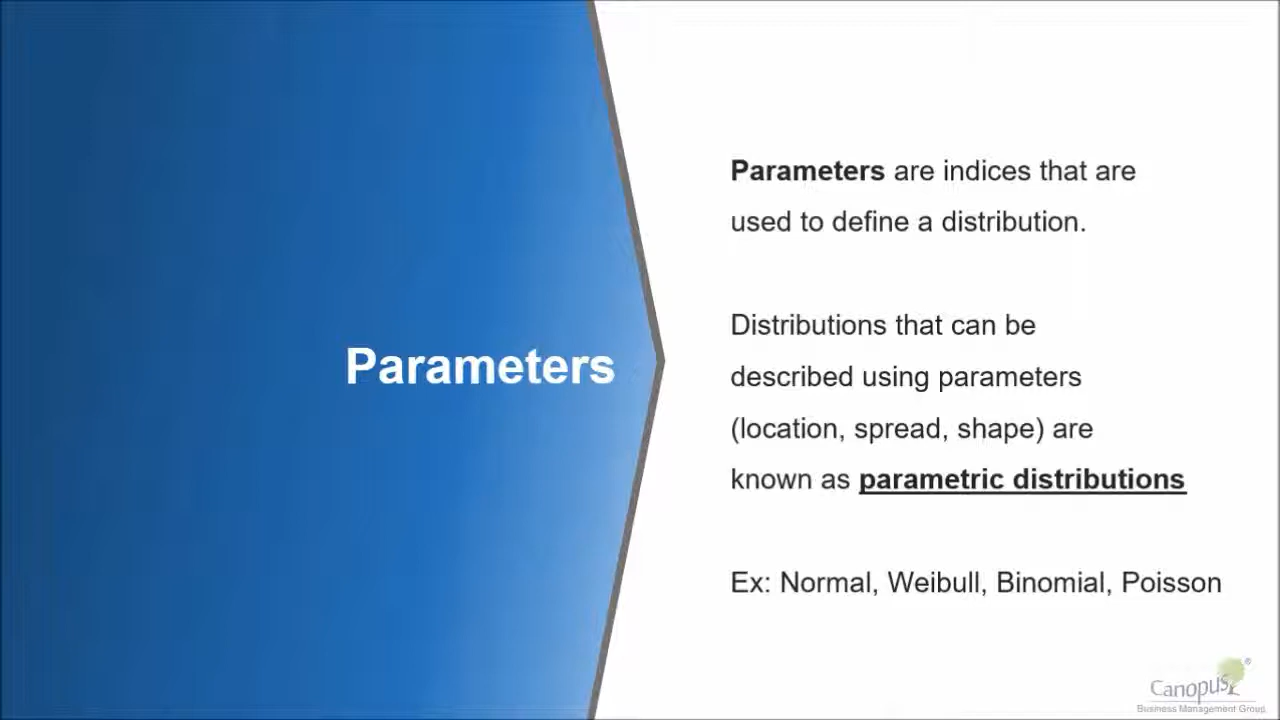 Parameters
Parameters are indices that are
used to define a distribution.
Distributions that can be
described using parameters
(location, spread, shape) are
known as parametric distributions
Ex: Normal, Weibull, Binomial, Poisson
Canopus®
Business Management Group